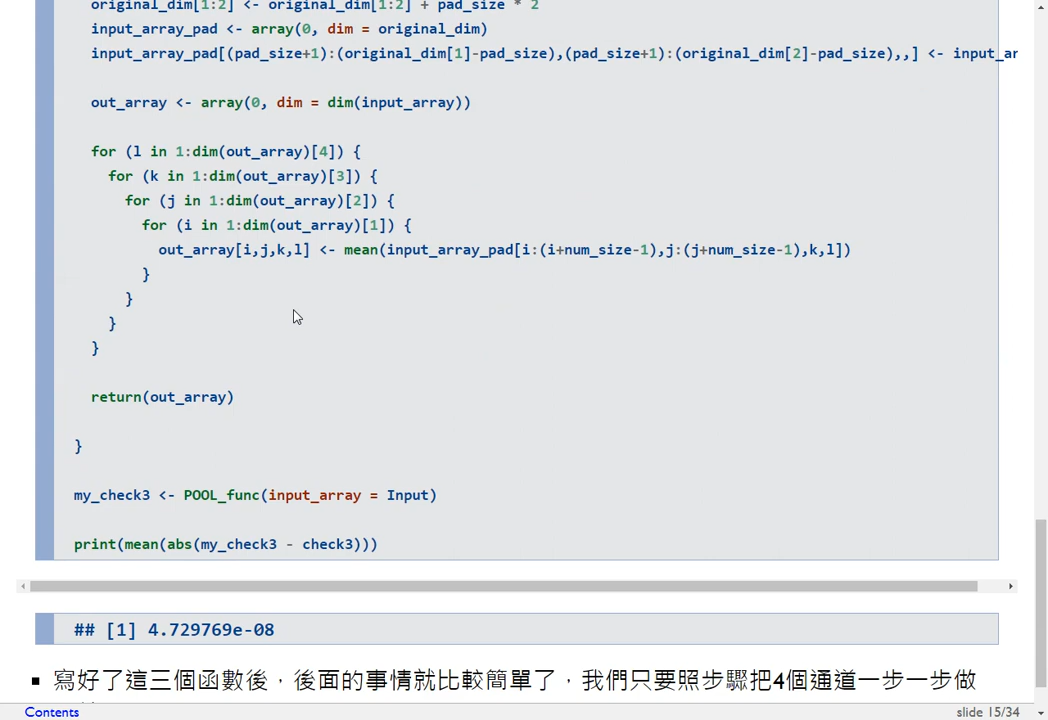 original_dim[1:2] <- original_dim[1:2] + pad_size * 2
input_array_pad <- array(0, dim = original_dim)
input_array_pad[(pad_size+1):(original_dim[1]-pad_size),(pad_size+1):(original_dim[2]-pad_size),,] <- input_ar
out_array <- array(0, dim = dim(input_array))
for (l in 1:dim(out_array)[4]) {
for (k in 1:dim(out_array)[3]) {
for (j in 1:dim(out_array)[2]) {
for (i in 1:dim(out_array)[1]) {
out_array[i,j,k,l] <- mean(input_array_pad[i:(i+num_size-1),j:(j+num_size-1),k,l])
}
}
}
}
return(out_array)
}
my_check3 <- POOL_func(input_array = Input)
print(mean(abs(my_check3 - check3)))
## [1] 4.729769e-08
寫好了這三個函數後，後面的事情就比較簡單了，我們只要照步驟把4個通道一步一步做
Contents
slide 15/34